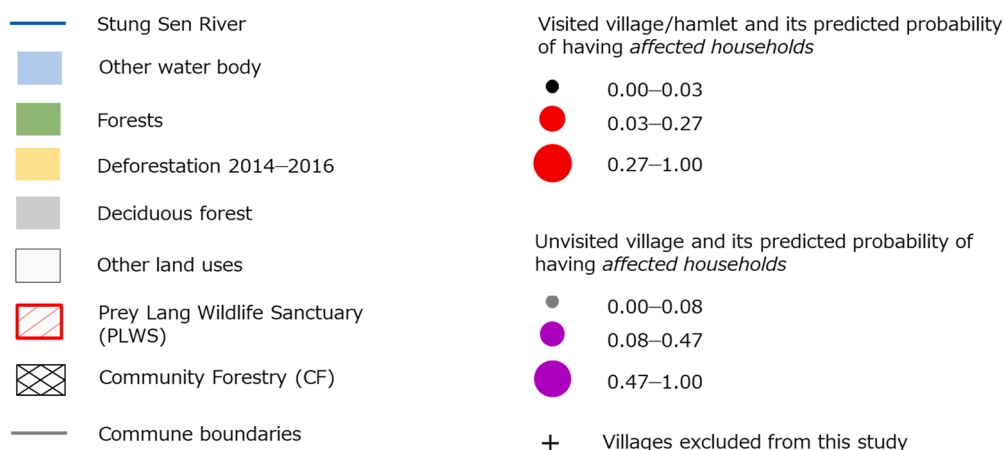 Stung Sen River
Other water body
Forests
Deforestation 2014–2016
Deciduous forest
Other land uses
Prey Lang Wildlife Sanctuary
(PLWS)
Community Forestry (CF)
Commune boundaries
Visited village/hamlet and its predicted probability
of having affected households
0.00–0.03
0.03–0.27
0.27–1.00
Unvisited village and its predicted probability of
having affected households
0.00–0.08
0.08–0.47
0.47–1.00
Villages excluded from this study